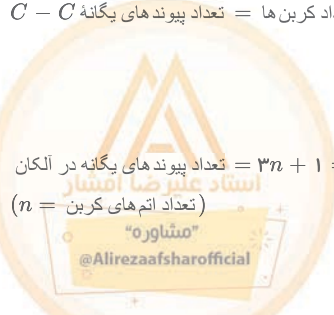 تعداد پیوندهای یگانهٔ C − C = تعداد کربن‌ها
تعداد پیوندهای یگانه در آلکان = ۳n + ۱ =
(تعداد اتم‌های کربن = n)
استاد علیرضا افشار
"مشاوره"
@Alirezaafsharofficial